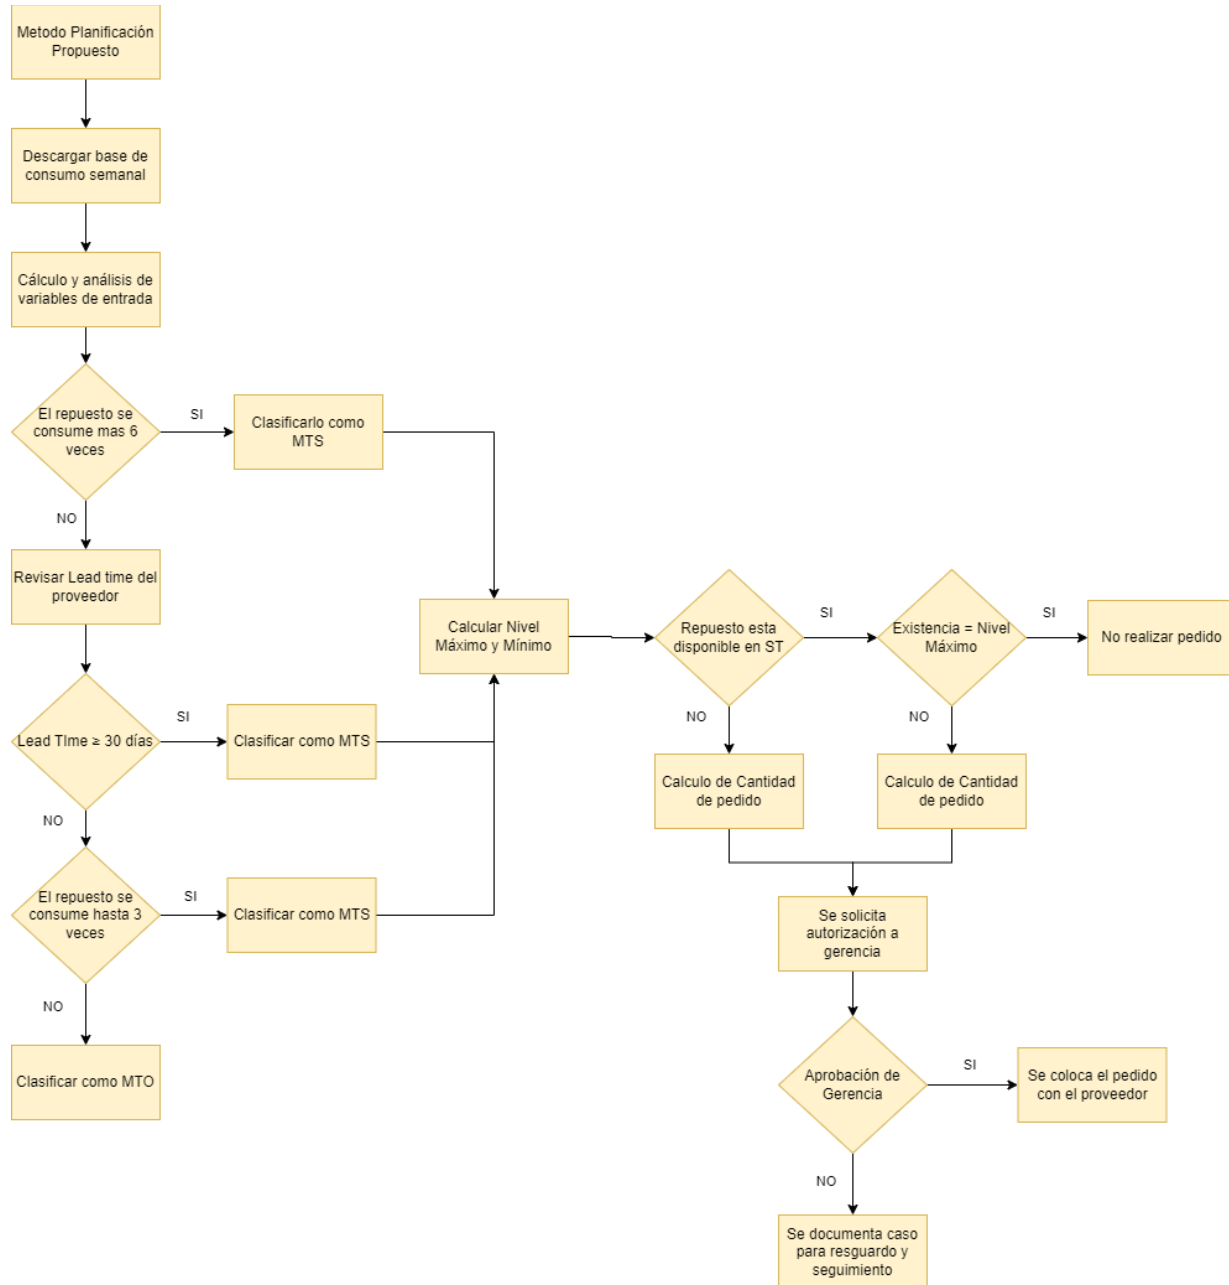 Metodo Planificación
Propuesto
Descargar base de
consumo semanal
Cálculo y análisis de
variables de entrada
El repuesto se
consume mas 6
veces
SI
Clasificarlo como
MTS
NO
Revisar Lead time del
proveedor
Lead TIme ≥ 30 días
SI
Clasificar como MTS
NO
El repuesto se
consume hasta 3
veces
SI
Clasificar como MTS
NO
Clasificar como MTO
Calcular Nivel
Máximo y Mínimo
Repuesto esta
disponible en ST
SI
Existencia = Nivel
Máximo
SI
No realizar pedido
NO
Calculo de Cantidad
de pedido
NO
Calculo de Cantidad
de pedido
Se solicita
autorización a
gerencia
Aprobación de
Gerencia
SI
Se coloca el pedido
con el proveedor
NO
Se documenta caso
para resguardo y
seguimiento